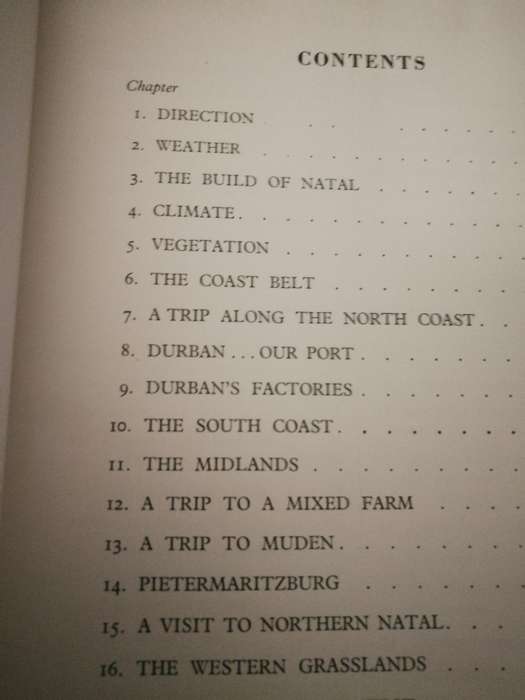 CONTENTS
Chapter
1. DIRECTION . . . . . .
2. WEATHER . . . . . . .
3. THE BUILD OF NATAL . . . . .
4. CLIMATE. . . . . . . . .
5. VEGETATION . . . . . . .
6. THE COAST BELT . . . . . .
7. A TRIP ALONG THE NORTH COAST. .
8. DURBAN...OUR PORT . . . . .
9. DURBAN'S FACTORIES . . . . .
10. THE SOUTH COAST. . . . . .
11. THE MIDLANDS . . . . . .
12. A TRIP TO A MIXED FARM . . .
13. A TRIP TO MUDEN. . . . . .
14. PIETERMARITZBURG . . . . .
15. A VISIT TO NORTHERN NATAL. . .
16. THE WESTERN GRASSLANDS . . .